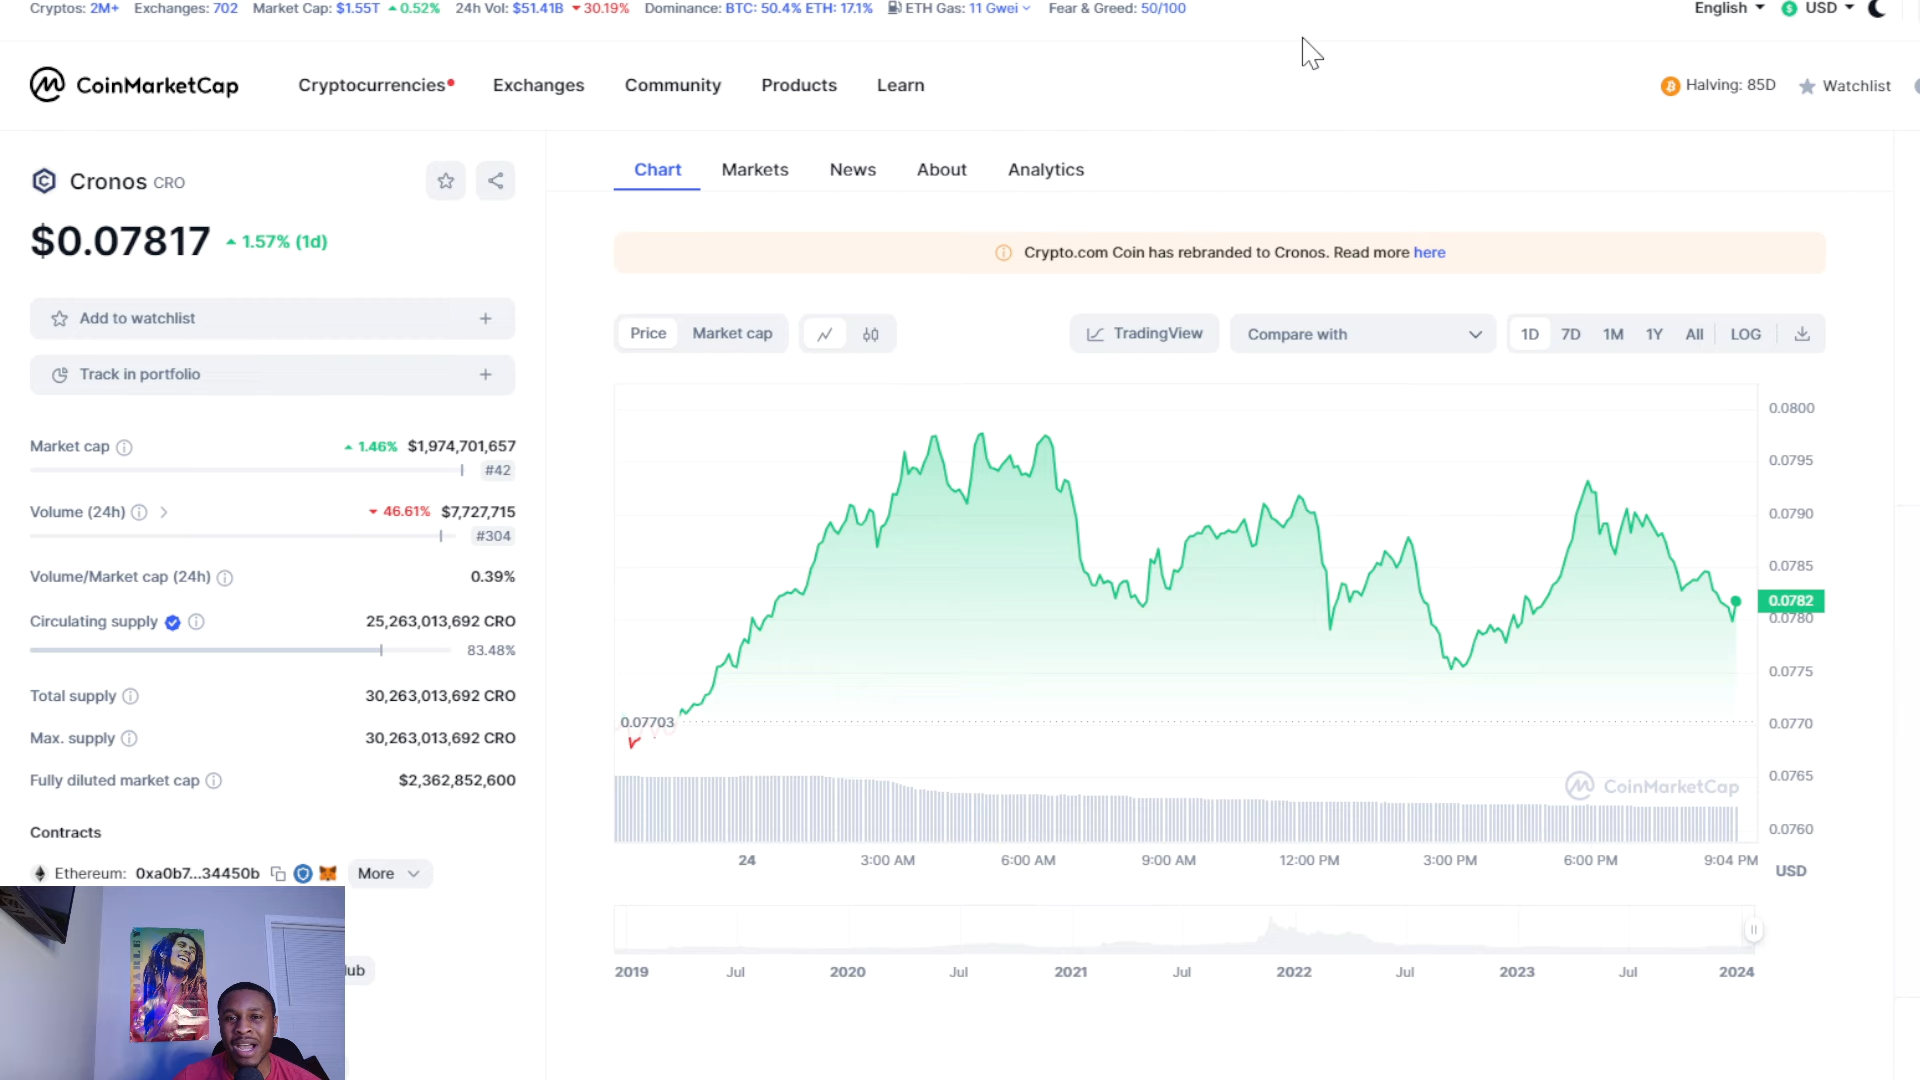 Cryptos: 2M+ Exchanges: 702 Market Cap: $1.55T 0.52% 24h Vol: $51.41B 30.19% Dominance: BTC: 50.4% ETH: 17.1% ETH Gas: 11 Gwei Fear & Greed: 50/100 English USD
CoinMarketCap Cryptocurrencies Exchanges Community Products Learn Halving: 85D Watchlist
Cronos CRO
$0.07817 1.57% (1d)
Add to watchlist
Track in portfolio
Market cap 1.46% $1,974,701,657
#42
Volume (24h) 46.61% $7,727,715
#304
Volume/Market cap (24h) 0.39%
Circulating supply 25,263,013,692 CRO
83.48%
Total supply 30,263,013,692 CRO
Max. supply 30,263,013,692 CRO
Fully diluted market cap $2,362,852,600
Contracts
Ethereum: 0xa0b7...34450b More
Chart Markets News About Analytics
Crypto.com Coin has rebranded to Cronos. Read more here
Price Market cap TradingView Compare with 1D 7D 1M 1Y All LOG
0.0800
0.0795
0.0790
0.0785
0.0782
0.0780
0.0775
0.07703 0.0770
0.0765
CoinMarketCap
0.0760
24 3:00 AM 6:00 AM 9:00 AM 12:00 PM 3:00 PM 6:00 PM 9:04 PM
USD
2019 Jul 2020 Jul 2021 Jul 2022 Jul 2023 Jul 2024